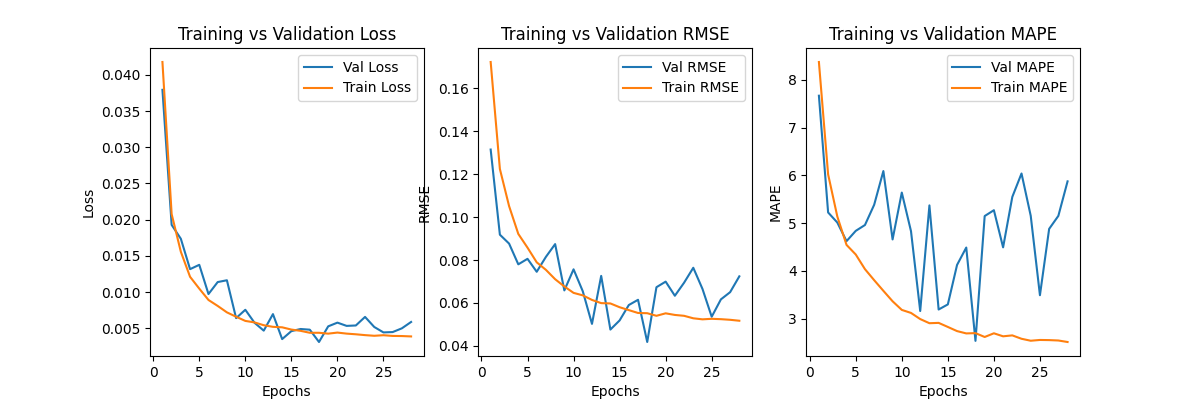 Training vs Validation Loss
Loss
0.040
0.035
0.030
0.025
0.020
0.015
0.010
0.005
Val Loss
Train Loss
0 5 10 15 20 25
Epochs
Training vs Validation RMSE
RMSE
0.16
0.14
0.12
0.10
0.08
0.06
0.04
Val RMSE
Train RMSE
0 5 10 15 20 25
Epochs
Training vs Validation MAPE
MAPE
8
7
6
5
4
3
Val MAPE
Train MAPE
0 5 10 15 20 25
Epochs